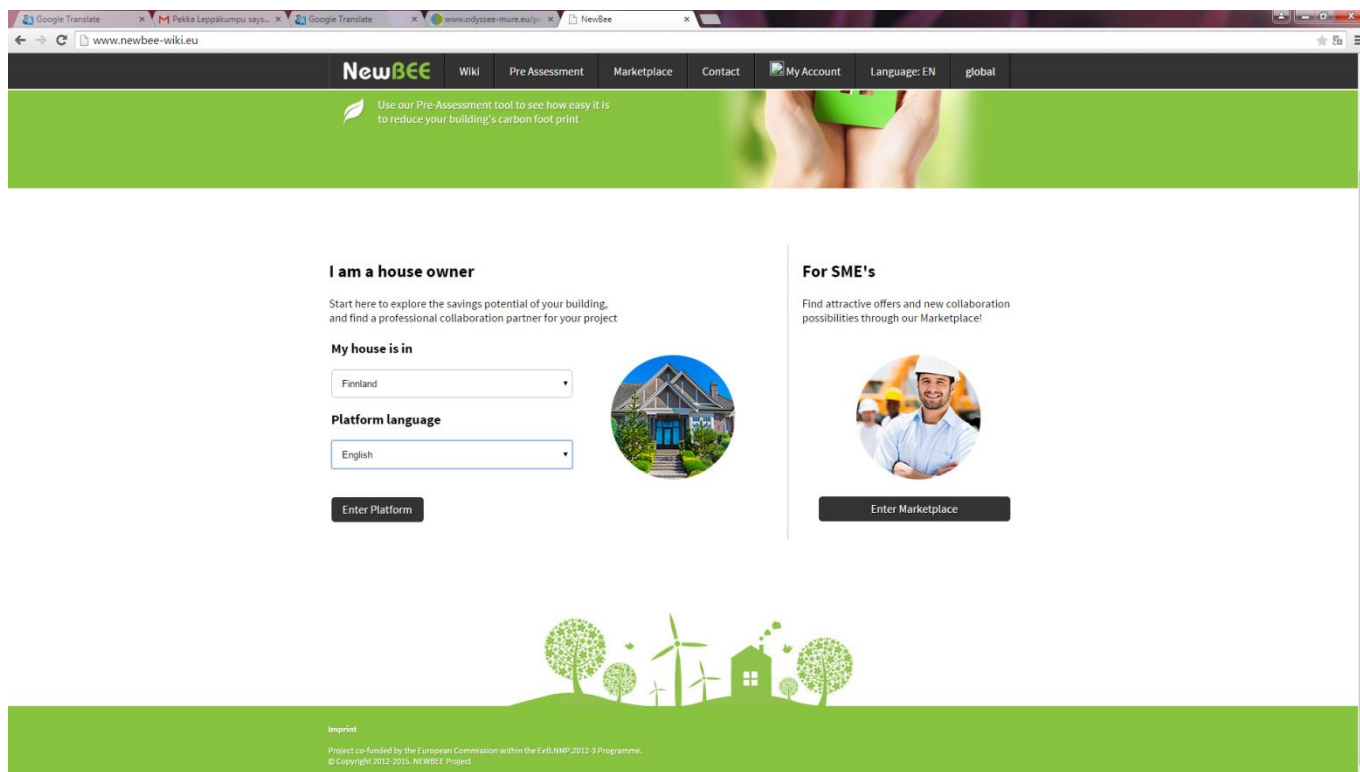 Google Translate
Pekka Leppäkumpu says...
Google Translate
www.odyssee-mure.eu/p
NewBee
www.newbee-wiki.eu
NewBEE Wiki Pre Assessment Marketplace Contact My Account Language: EN global
Use our Pre-Assessment tool to see how easy it is
to reduce your building's carbon foot print
I am a house owner
Start here to explore the savings potential of your building,
and find a professional collaboration partner for your project
My house is in
Finnland
Platform language
English
Enter Platform
For SME's
Find attractive offers and new collaboration
possibilities through our Marketplace!
Enter Marketplace
Imprint
Project co-funded by the European Commission within the EeB.NMP.2012-3 Programme.
© Copyright 2012-2015. NEWBEE Project